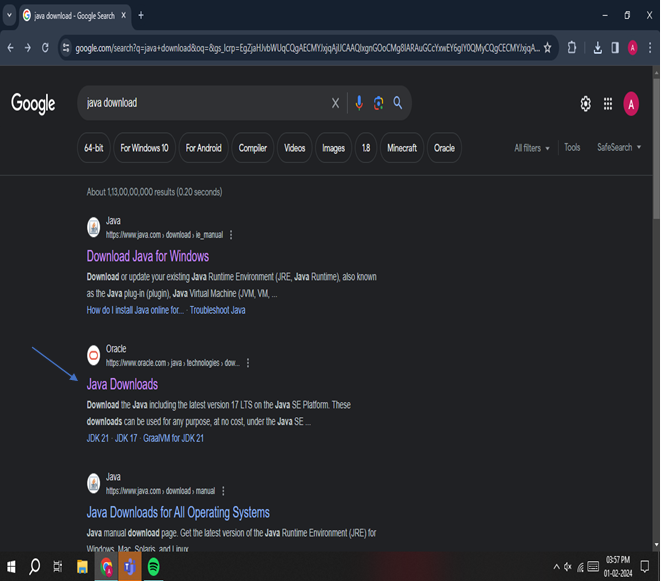 java download - Google Search
google.com/search?q=java+download&oq=&gs_lcrp=EgZjaHJvbWUqCQgAECMYJxjqAjIJCAAQIxgnGOoCMg8IARAuGCcYxwEY6gIY0QMyCQgCECMYJxjqA...
Google
java download
64-bit
For Windows 10
For Android
Compiler
Videos
Images
1.8
Minecraft
Oracle
All filters
Tools
SafeSearch
A
About 1,13,00,00,000 results (0.20 seconds)
Java
https://www.java.com › download › ie_manual
Download Java for Windows
Download or update your existing Java Runtime Environment (JRE, Java Runtime), also known
as the Java plug-in (plugin), Java Virtual Machine (JVM, VM, ...
How do I install Java online for... · Troubleshoot Java
Oracle
https://www.oracle.com › java › technologies › dow...
Java Downloads
Download the Java including the latest version 17 LTS on the Java SE Platform. These
downloads can be used for any purpose, at no cost, under the Java SE ...
JDK 21 · JDK 17 · GraalVM for JDK 21
Java
https://www.java.com › download › manual
Java Downloads for All Operating Systems
Java manual download page. Get the latest version of the Java Runtime Environment (JRE) for
Windows, Mac, Solaris, and Linux.
03:57 PM
01-02-2024